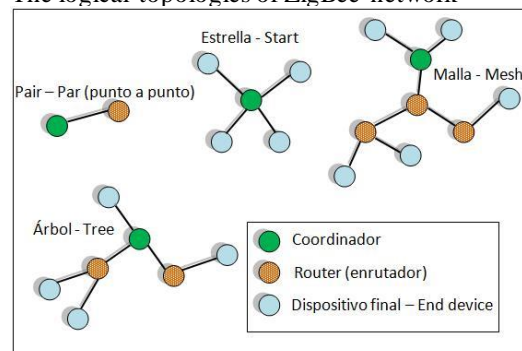 The logical topologies of ZigBee network
Estrella - Start
Pair – Par (punto a punto)
Malla - Mesh
Árbol - Tree
Coordinador
Router (enrutador)
Dispositivo final – End device